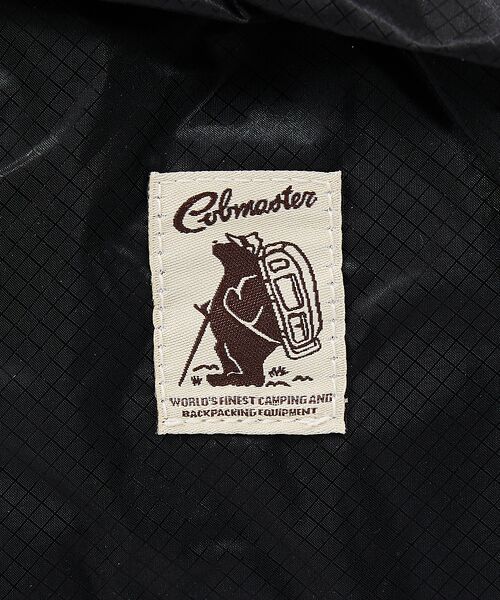 Cobmaster
WORLD'S FINEST CAMPING AND
BACKPACKING EQUIPMENT